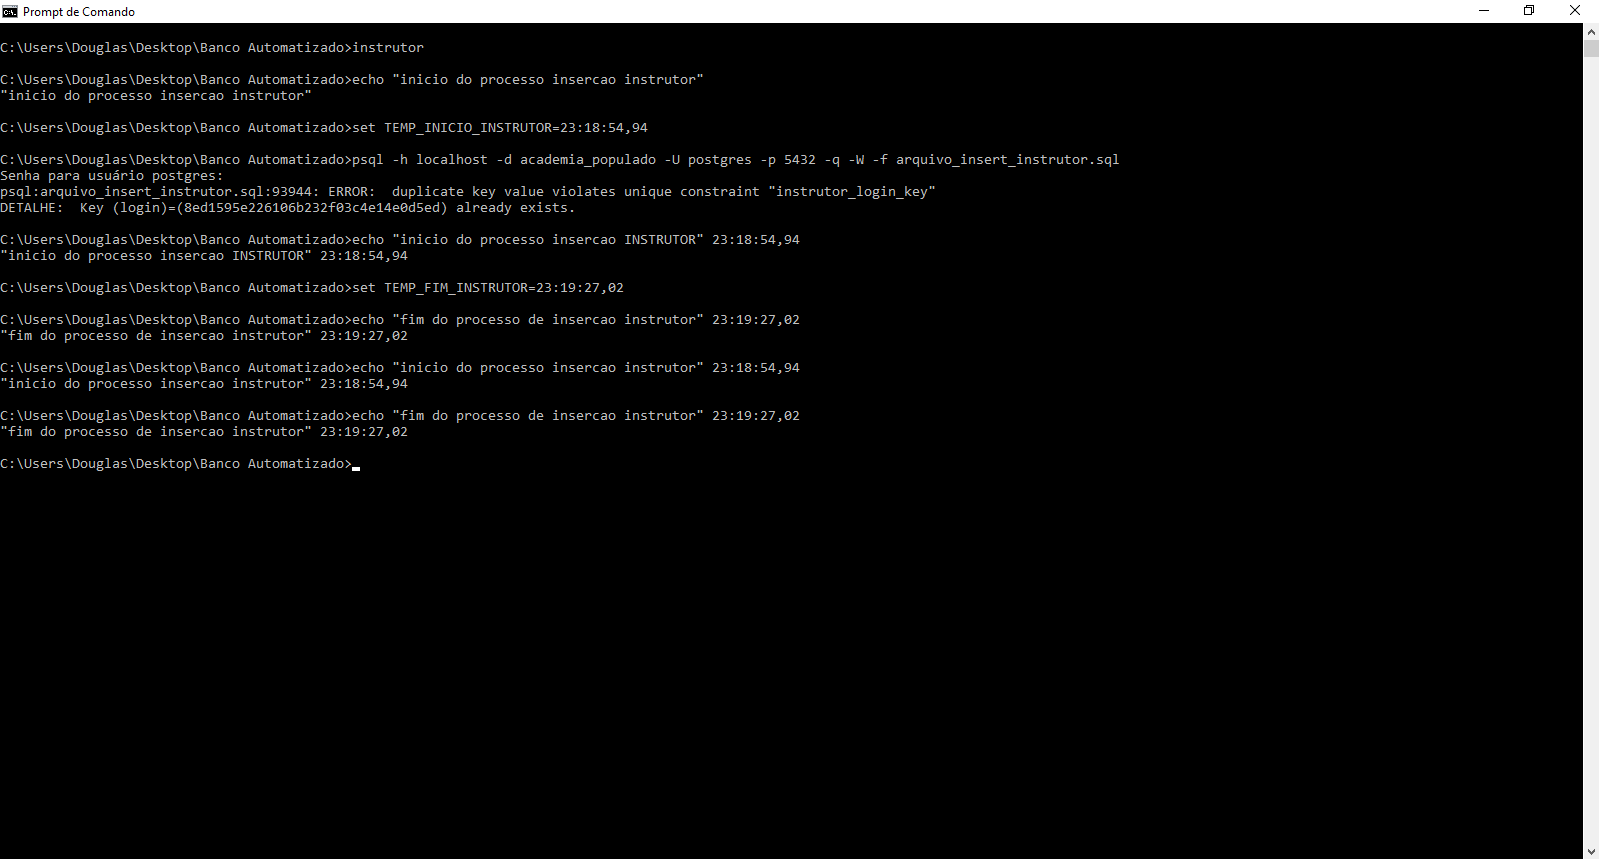 Prompt de Comando
C:\Users\Douglas\Desktop\Banco Automatizado>instrutor
C:\Users\Douglas\Desktop\Banco Automatizado>echo "inicio do processo insercao instrutor"
"inicio do processo insercao instrutor"
C:\Users\Douglas\Desktop\Banco Automatizado>set TEMP_INICIO_INSTRUTOR=23:18:54,94
C:\Users\Douglas\Desktop\Banco Automatizado>psql -h localhost -d academia_populado -U postgres -p 5432 -q -W -f arquivo_insert_instrutor.sql
Senha para usuário postgres:
psql:arquivo_insert_instrutor.sql:93944: ERROR:  duplicate key value violates unique constraint "instrutor_login_key"
DETALHE:  Key (login)=(8ed1595e226106b232f03c4e14e0d5ed) already exists.
C:\Users\Douglas\Desktop\Banco Automatizado>echo "inicio do processo insercao INSTRUTOR" 23:18:54,94
"inicio do processo insercao INSTRUTOR" 23:18:54,94
C:\Users\Douglas\Desktop\Banco Automatizado>set TEMP_FIM_INSTRUTOR=23:19:27,02
C:\Users\Douglas\Desktop\Banco Automatizado>echo "fim do processo de insercao instrutor" 23:19:27,02
"fim do processo de insercao instrutor" 23:19:27,02
C:\Users\Douglas\Desktop\Banco Automatizado>echo "inicio do processo insercao instrutor" 23:18:54,94
"inicio do processo insercao instrutor" 23:18:54,94
C:\Users\Douglas\Desktop\Banco Automatizado>echo "fim do processo de insercao instrutor" 23:19:27,02
"fim do processo de insercao instrutor" 23:19:27,02
C:\Users\Douglas\Desktop\Banco Automatizado>